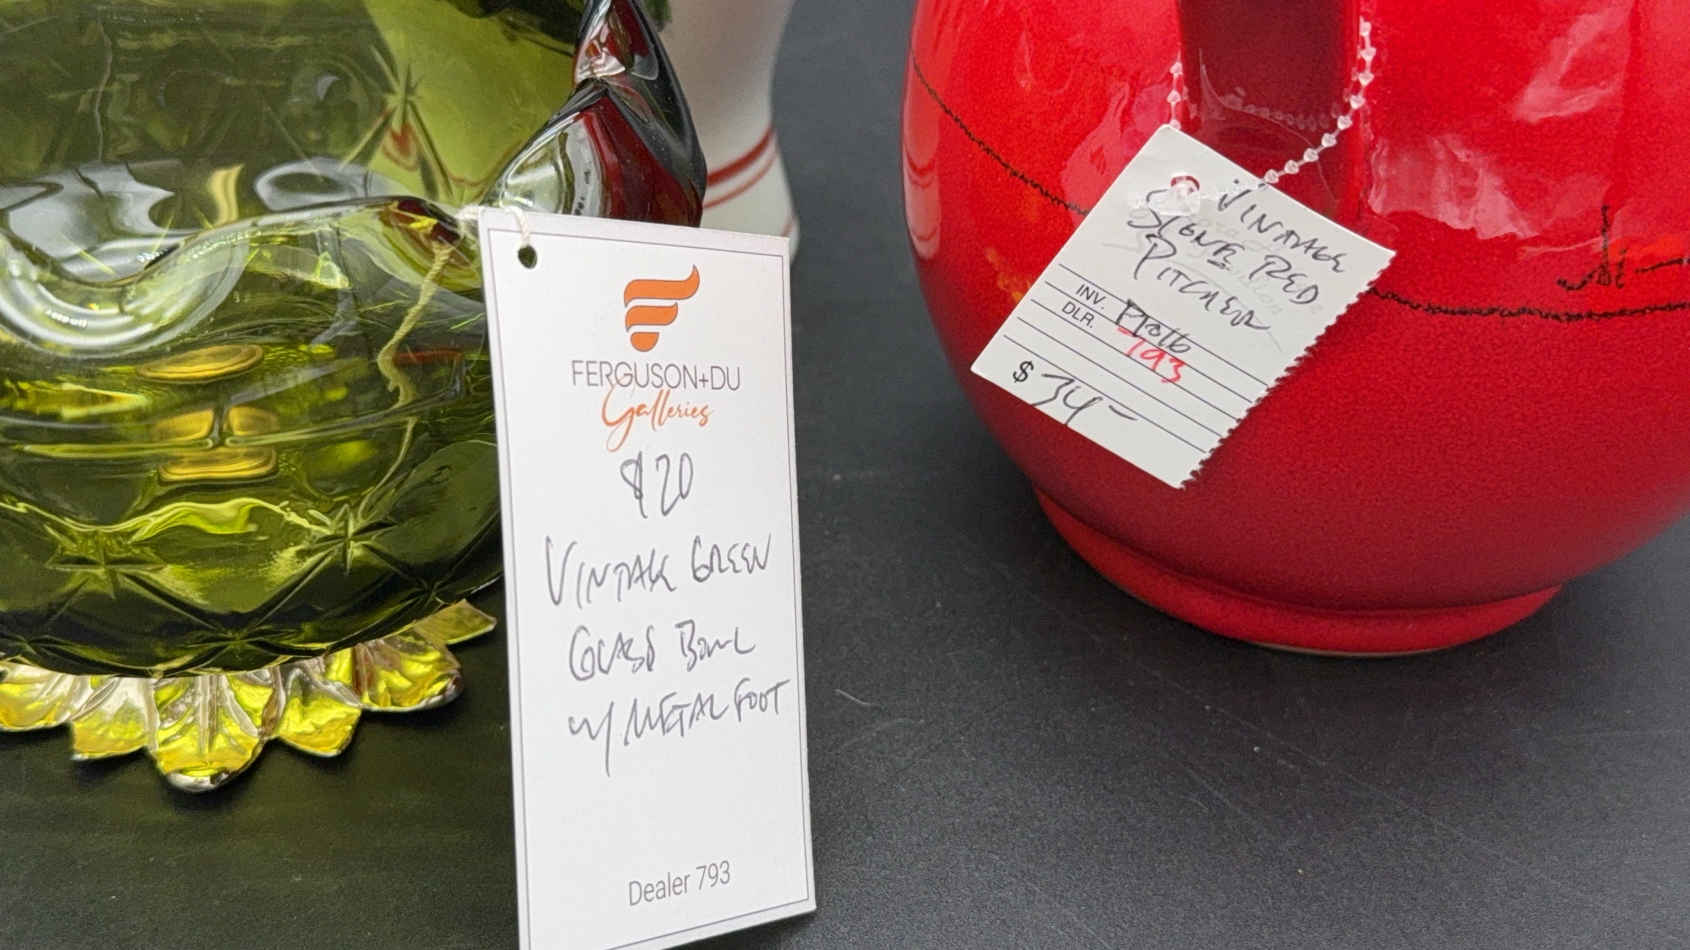 FERGUSON+DU
Galleries
$20
VINTAGE GREEN
GLASS BOWL
W/ METAL FOOT
Dealer 793
VINTAGE
SIGNED RED
PITCHER
INV.
DLR. 793
$ 34-